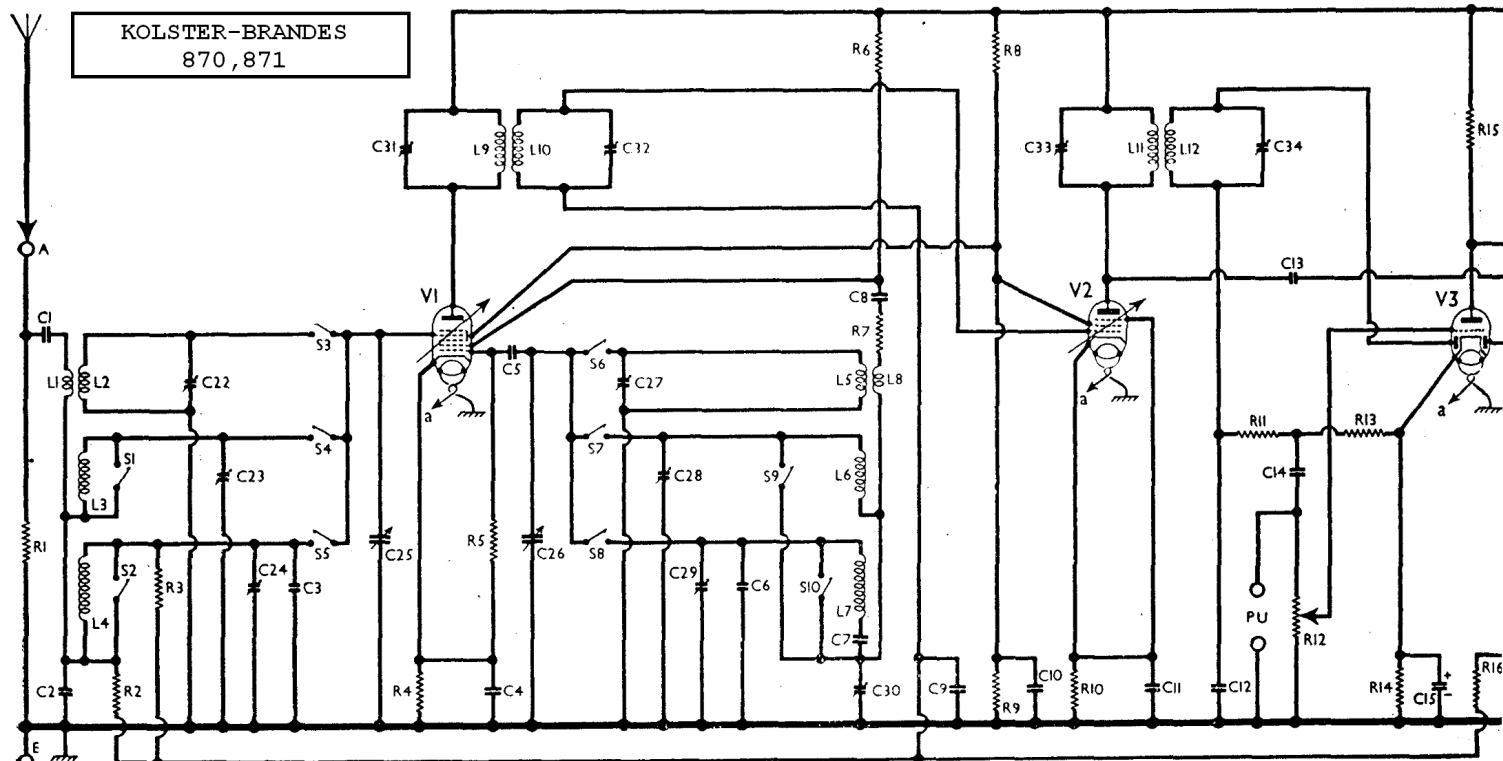 KOLSTER-BRANDES
870,871
R6
R8
C31
L9
L10
C32
C33
L11
L12
C34
R15
A
C1
V1
C8
V2
C13
V3
S3
C5
S6
R7
L1
L2
C22
C27
L5
L8
a
a
a
S4
S7
R11
R13
S1
L3
C23
C28
S9
L6
C14
R1
S5
C25
R5
C26
S8
S2
R3
C24
C3
C29
C6
S10
L7
PU
R12
L4
C7
C2
R2
R4
C4
C30
C9
R9
C10
R10
C11
C12
R14
C15
+
-
R16
E